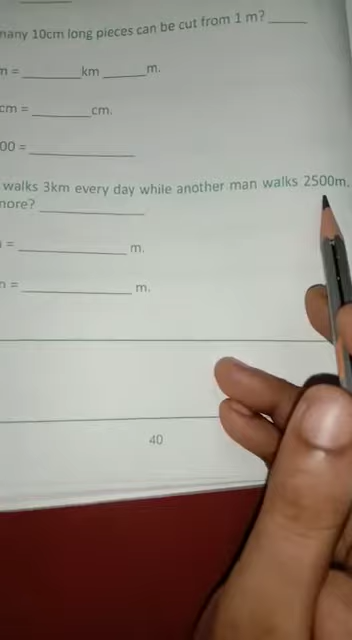 many 10cm long pieces can be cut from 1 m? ______
m = ________km ______m.
cm = ________cm.
00 = ______________
walks 3km every day while another man walks 2500m.
more? ______________
= ______________ m.
= ______________ m.
40